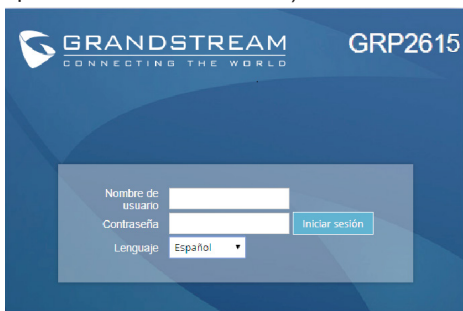 GRANDSTREAM
CONNECTING THE WORLD
GRP2615
Nombre de
usuario
Contraseña
Iniciar sesión
Lenguaje
Español